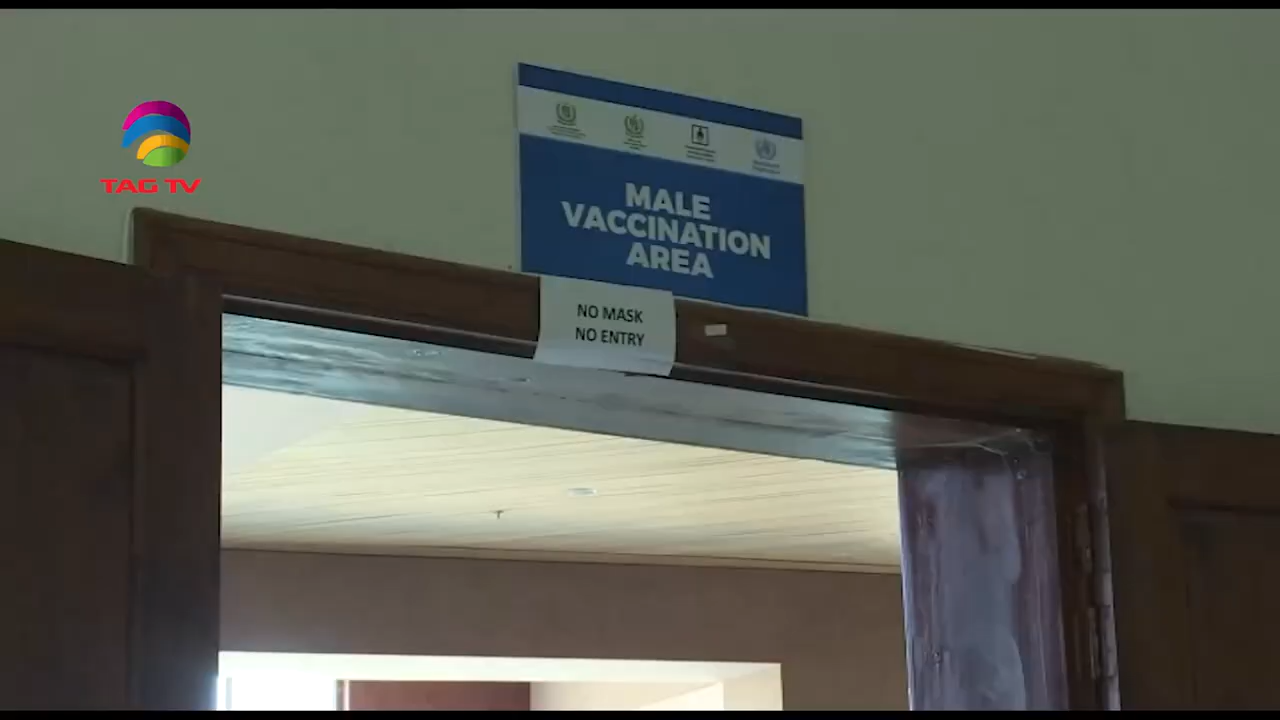 TAG TV
MALE
VACCINATION
AREA
NO MASK
NO ENTRY